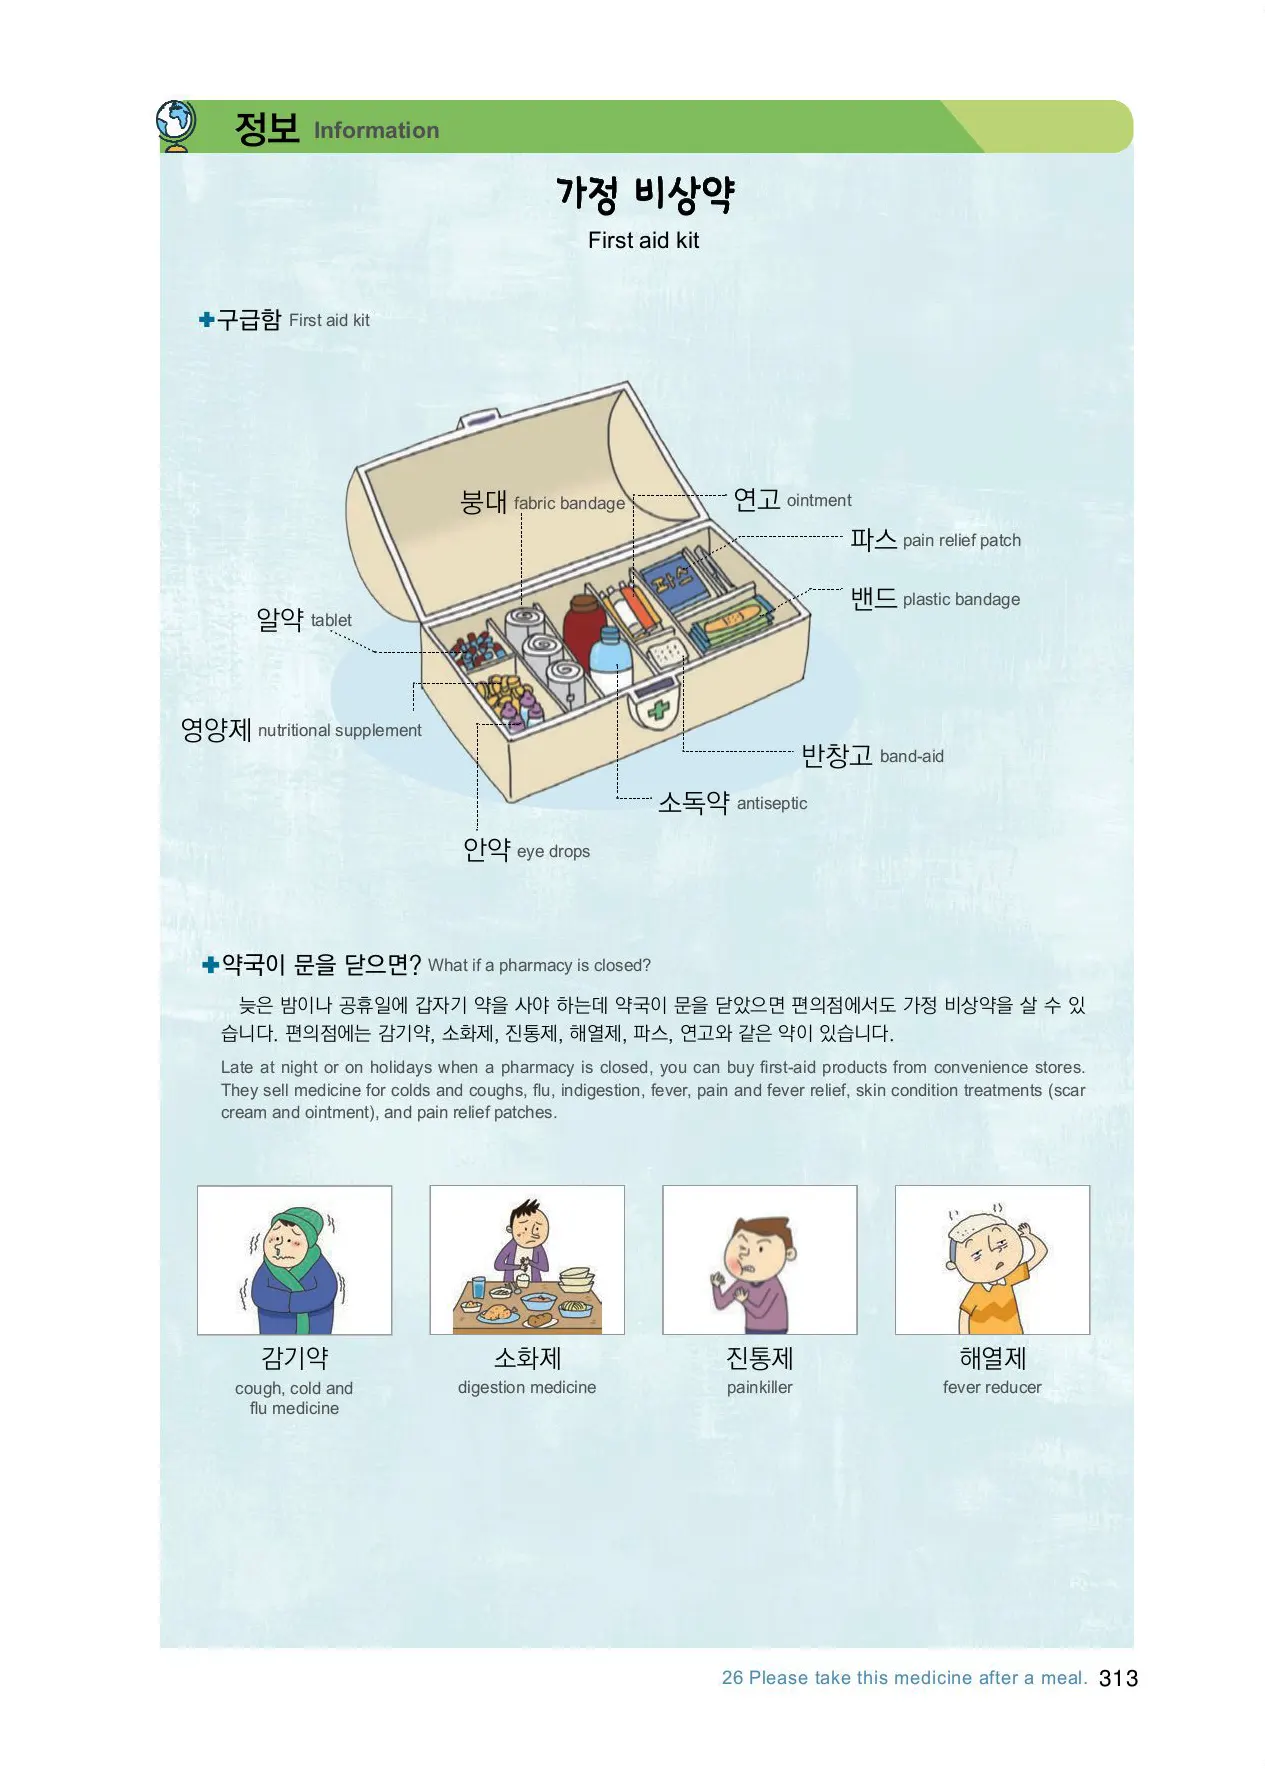 정보 Information
가정 비상약
First aid kit
구급함 First aid kit
붕대 fabric bandage
연고 ointment
파스 pain relief patch
파스
밴드 plastic bandage
알약 tablet
영양제 nutritional supplement
반창고 band-aid
소독약 antiseptic
안약 eye drops
약국이 문을 닫으면? What if a pharmacy is closed?
늦은 밤이나 공휴일에 갑자기 약을 사야 하는데 약국이 문을 닫았으면 편의점에서도 가정 비상약을 살 수 있
습니다. 편의점에는 감기약, 소화제, 진통제, 해열제, 파스, 연고와 같은 약이 있습니다.
Late at night or on holidays when a pharmacy is closed, you can buy first-aid products from convenience stores.
They sell medicine for colds and coughs, flu, indigestion, fever, pain and fever relief, skin condition treatments (scar
cream and ointment), and pain relief patches.
감기약
cough, cold and
flu medicine
소화제
digestion medicine
진통제
painkiller
해열제
fever reducer
26 Please take this medicine after a meal. 313